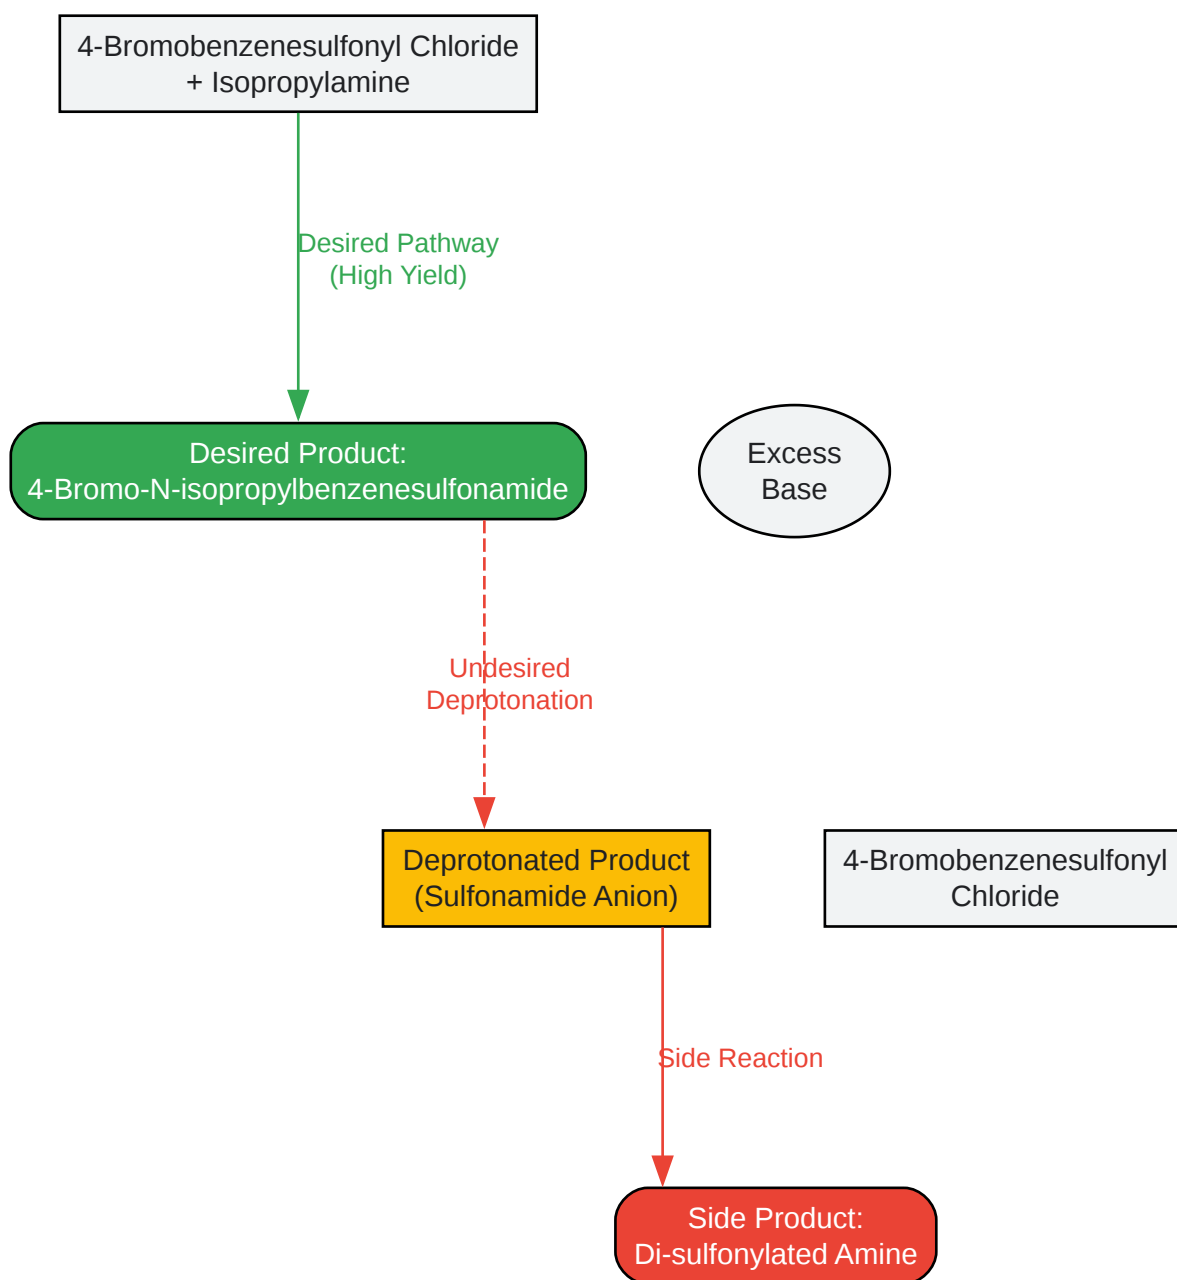 4-Bromobenzenesulfonyl Chloride
+ Isopropylamine
Desired Pathway
(High Yield)
Desired Product:
4-Bromo-N-isopropylbenzenesulfonamide
Excess
Base
Undesired
Deprotonation
Deprotonated Product
(Sulfonamide Anion)
4-Bromobenzenesulfonyl
Chloride
Side Reaction
Side Product:
Di-sulfonylated Amine